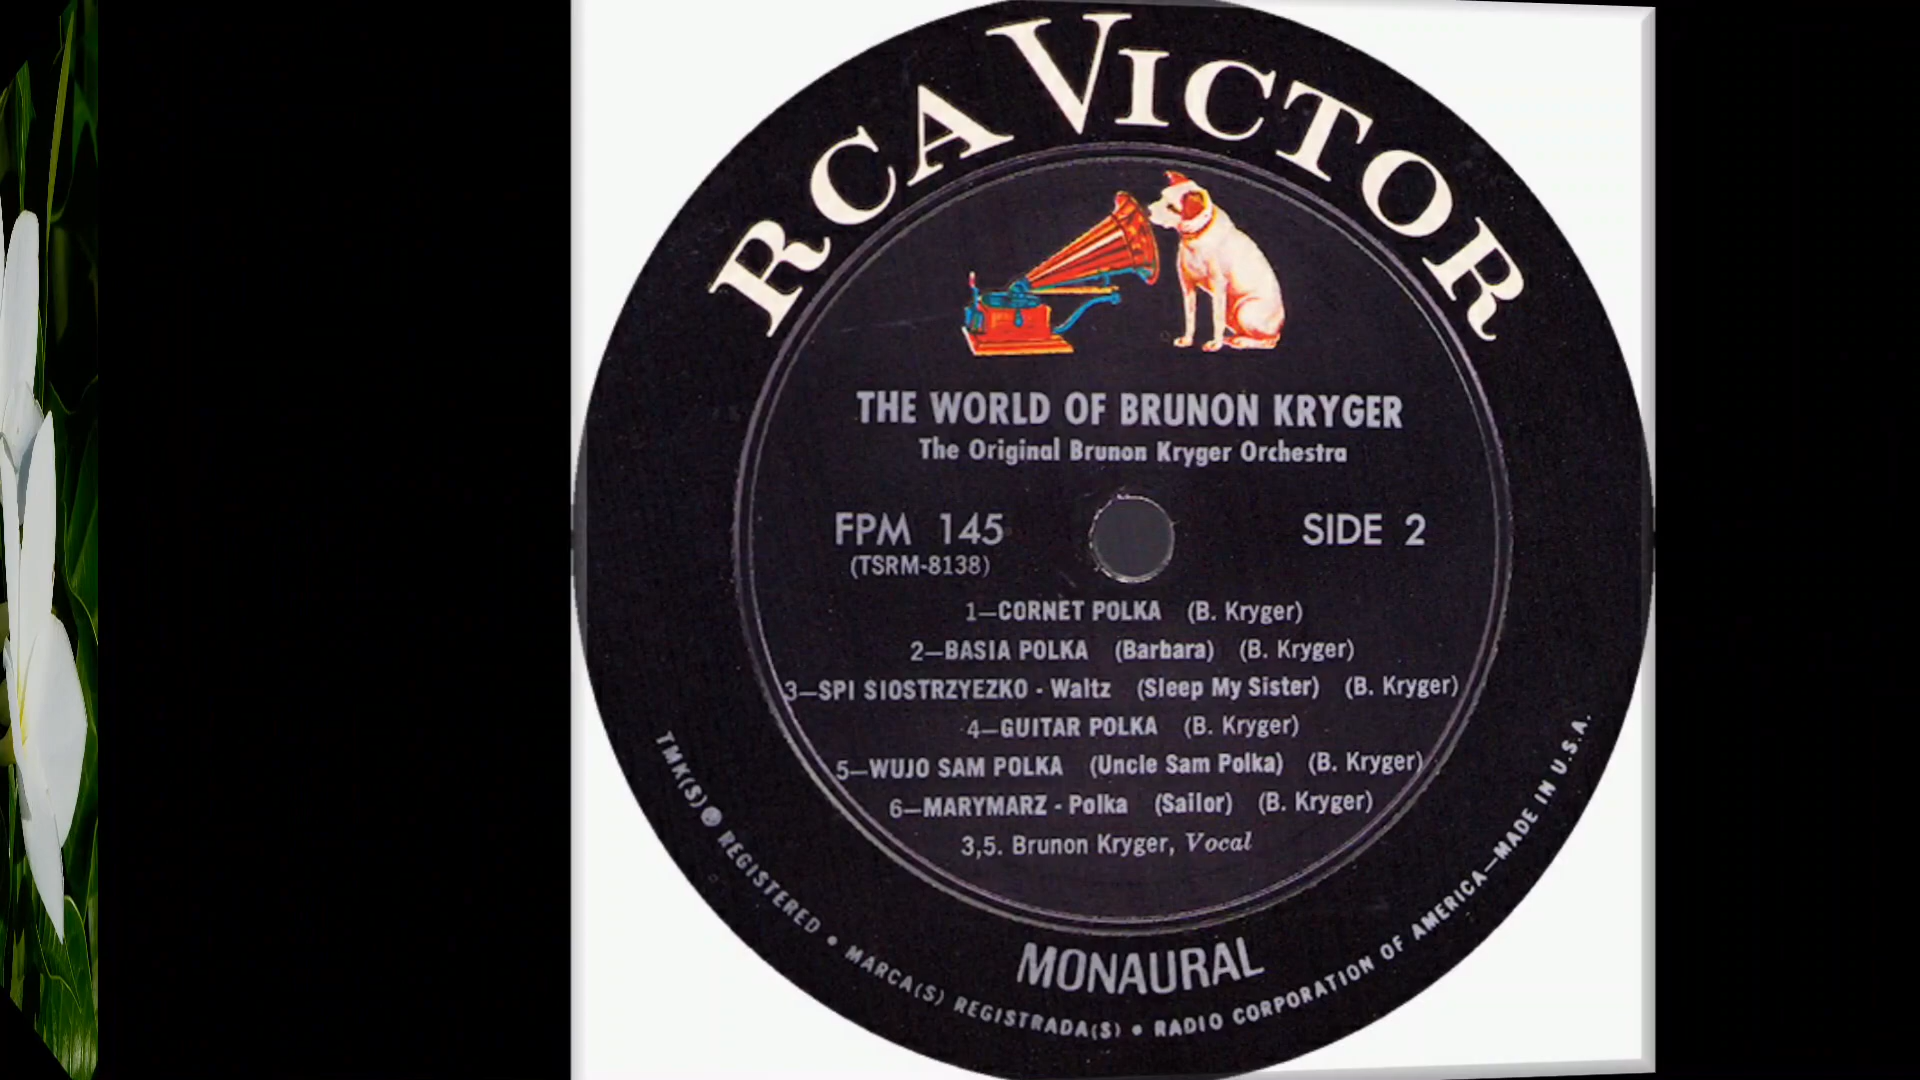 RCA VICTOR
THE WORLD OF BRUNON KRYGER
The Original Brunon Kryger Orchestra
FPM 145
(TSRM-8138)
SIDE 2
1—CORNET POLKA (B. Kryger)
2—BASIA POLKA (Barbara) (B. Kryger)
3—SPI SIOSTRZYEZKO - Waltz (Sleep My Sister) (B. Kryger)
4—GUITAR POLKA (B. Kryger)
5—WUJO SAM POLKA (Uncle Sam Polka) (B. Kryger)
6—MARYMARZ - Polka (Sailor) (B. Kryger)
3,5. Brunon Kryger, Vocal
MONAURAL
TMK(S) ® REGISTERED • MARCA(S) REGISTRADA(S) • RADIO CORPORATION OF AMERICA—MADE IN U.S.A.